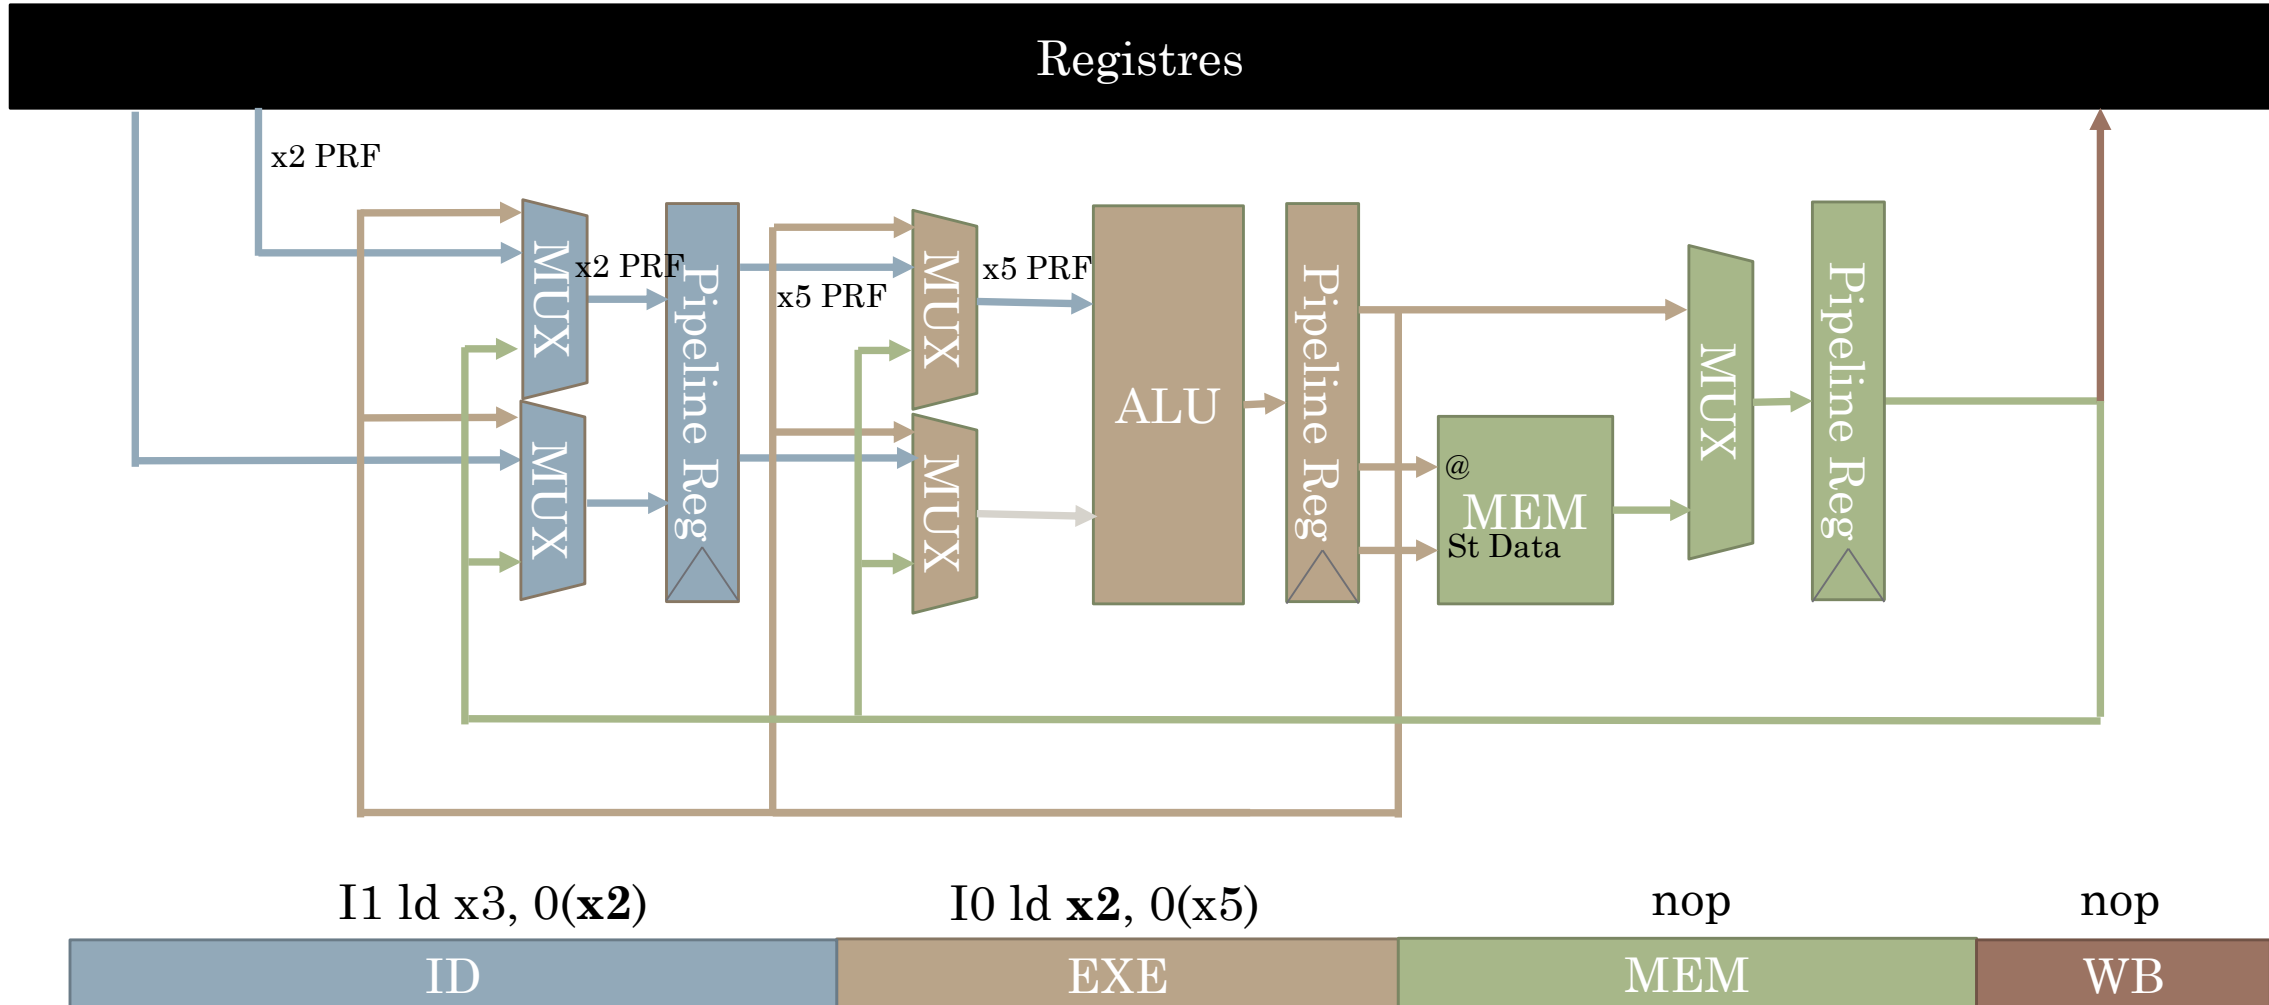 Registres
x2 PRF
MUX
x2 PRF
Pipeline Reg
x5 PRF
MUX
x5 PRF
ALU
Pipeline Reg
MUX
Pipeline Reg
MUX
MUX
@
MEM
St Data
I1 ld x3, 0(x2)
I0 ld x2, 0(x5)
nop
nop
ID
EXE
MEM
WB